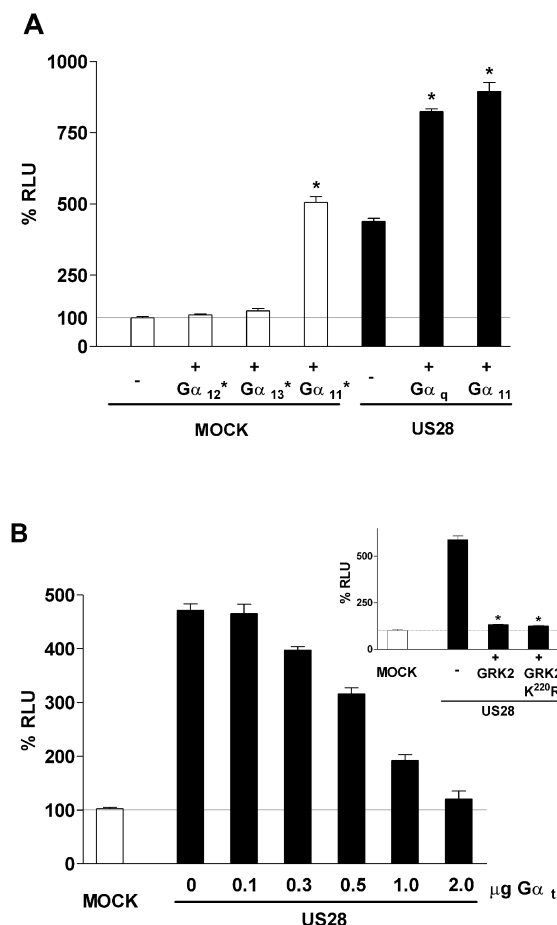 A
1000
750
500
250
100
0
% RLU
*
*
*
- + + + - + +
Gα 12* Gα 13* Gα 11* Gα q Gα 11
MOCK US28
B
500
400
300
200
100
0
% RLU
MOCK
0 0.1 0.3 0.5 1.0 2.0 μg Gα t
US28
500
250
100
0
% RLU
* *
MOCK - + +
GRK2 GRK2
K220R
US28